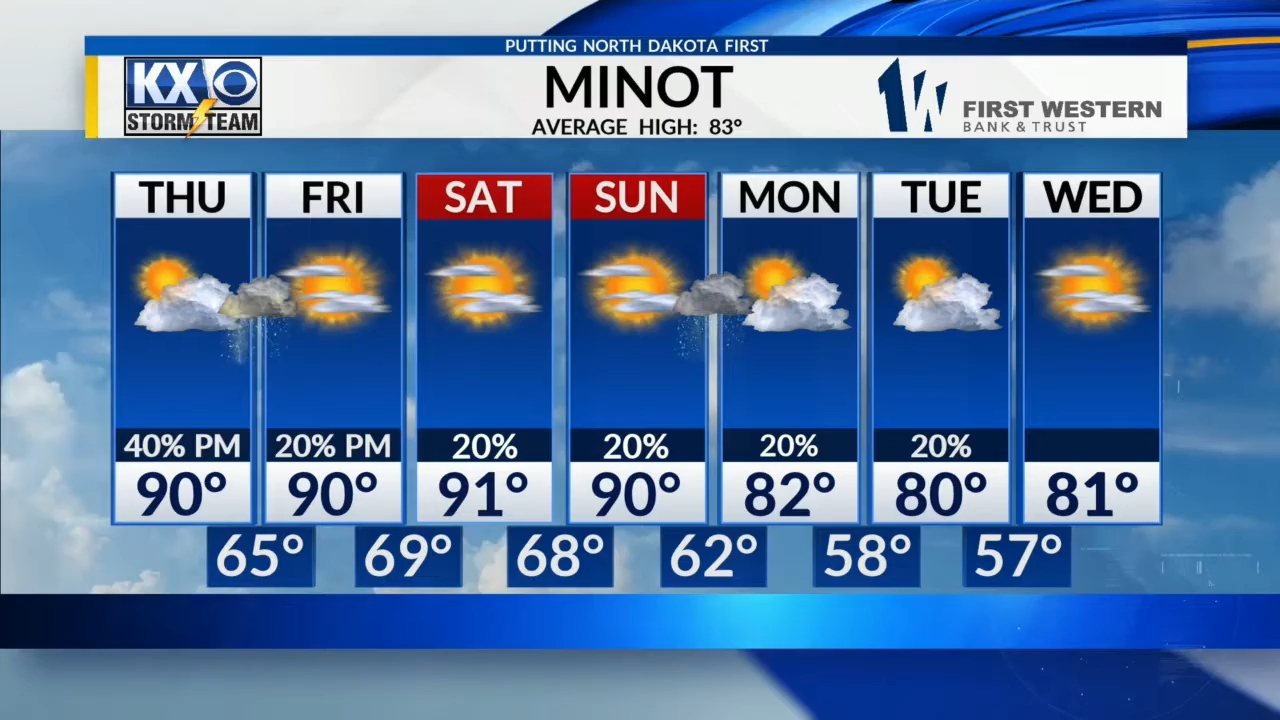 PUTTING NORTH DAKOTA FIRST
KX
STORM TEAM
MINOT
AVERAGE HIGH: 83°
1W
FIRST WESTERN
BANK & TRUST
THU FRI SAT SUN MON TUE WED
40% PM 20% PM 20% 20% 20% 20%
90° 90° 91° 90° 82° 80° 81°
65° 69° 68° 62° 58° 57°